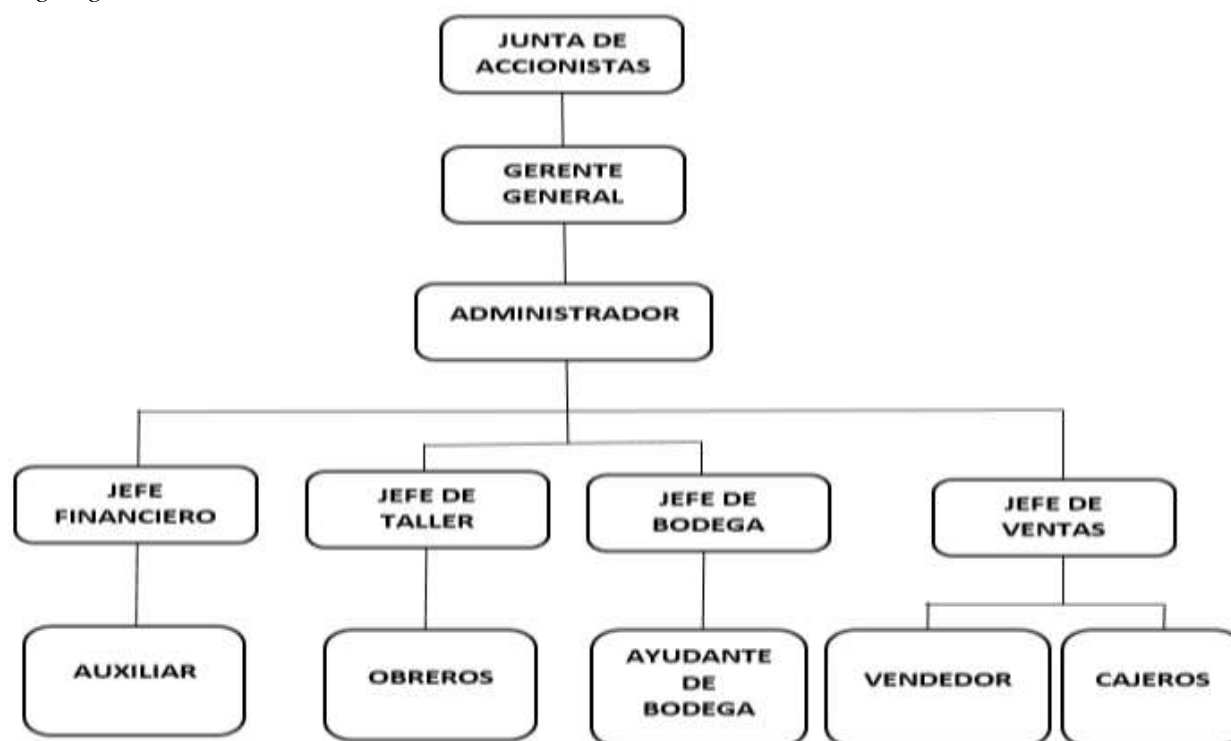 JUNTA DE
ACCIONISTAS
GERENTE
GENERAL
ADMINISTRADOR
JEFE
FINANCIERO
JEFE DE
TALLER
JEFE DE
BODEGA
JEFE DE
VENTAS
AUXILIAR
OBREROS
AYUDANTE
DE
BODEGA
VENDEDOR
CAJEROS